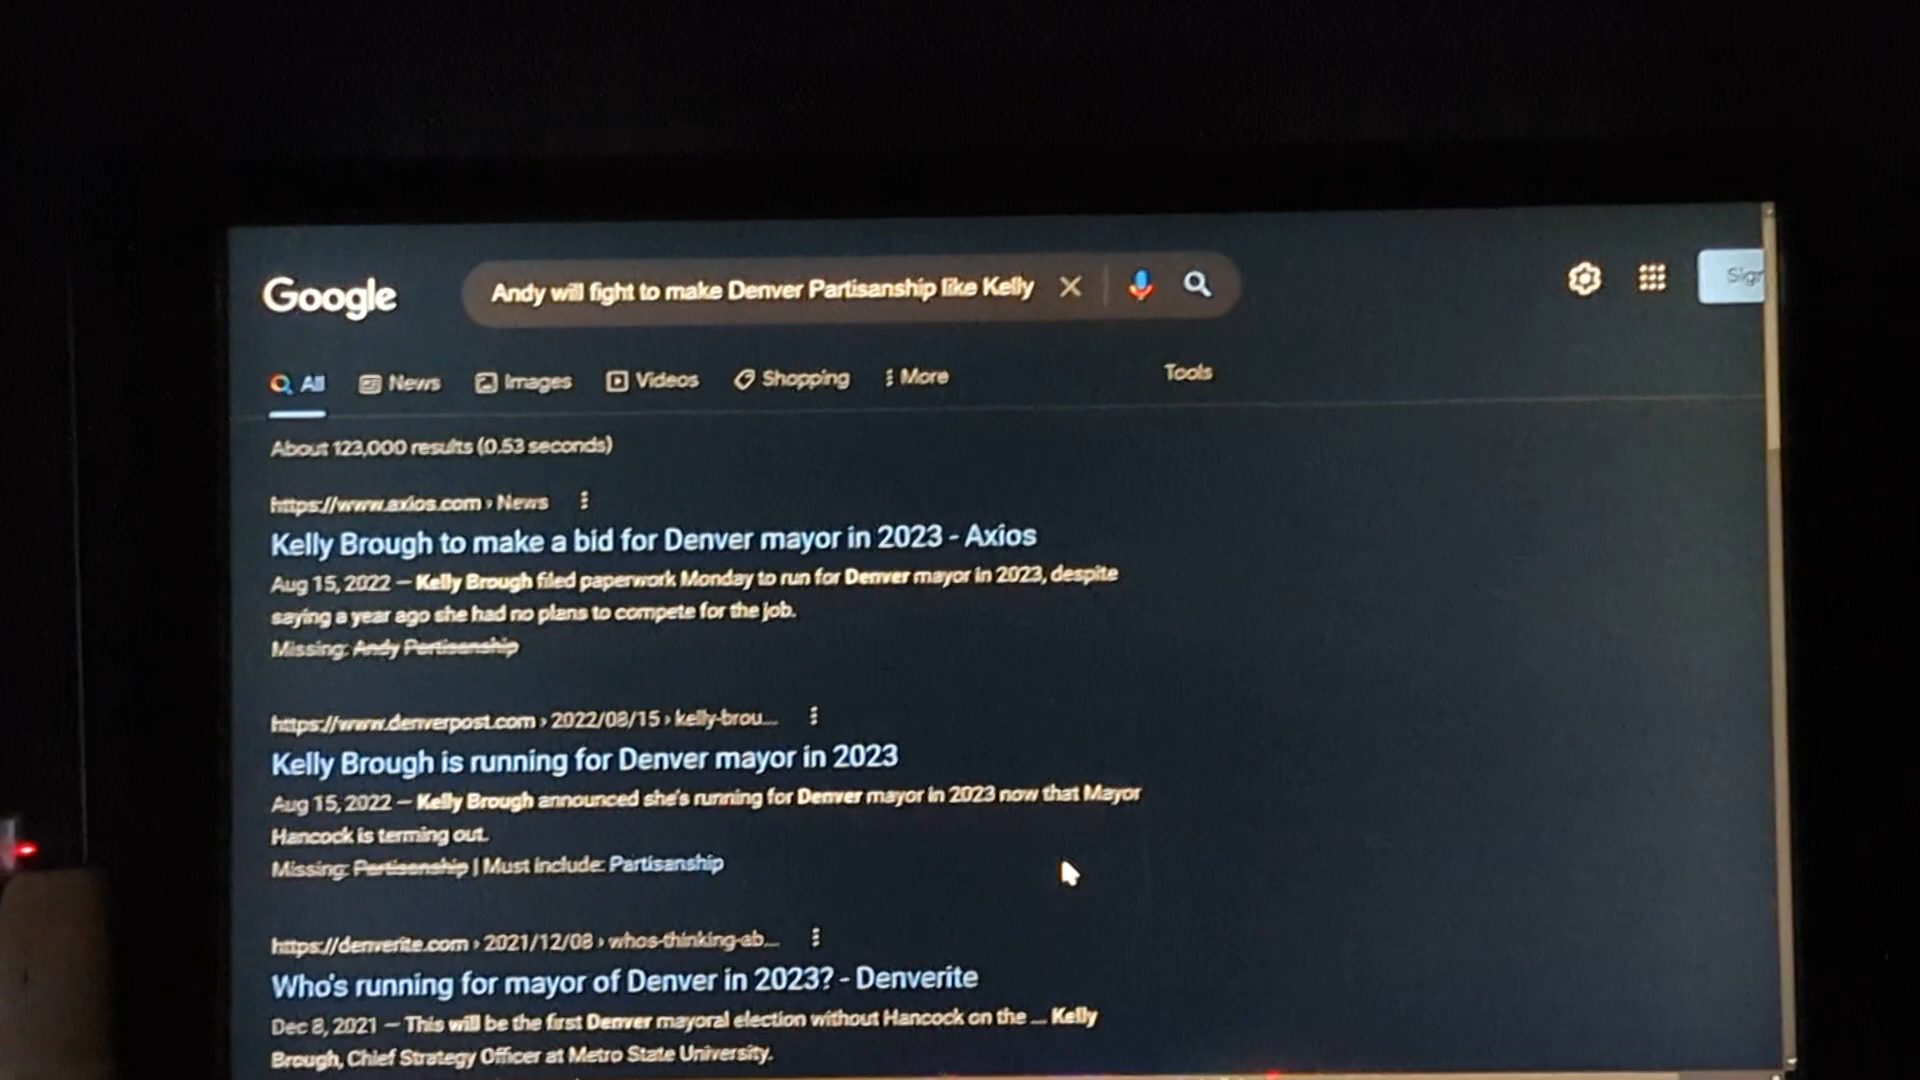 Google
Andy will fight to make Denver Partisanship like Kelly
Sign
All News Images Videos Shopping More Tools
About 123,000 results (0.53 seconds)
https://www.axios.com › News
Kelly Brough to make a bid for Denver mayor in 2023 - Axios
Aug 15, 2022 — Kelly Brough filed paperwork Monday to run for Denver mayor in 2023, despite
saying a year ago she had no plans to compete for the job.
Missing: Andy Partisanship
https://www.denverpost.com › 2022/08/15 › kelly-brou...
Kelly Brough is running for Denver mayor in 2023
Aug 15, 2022 — Kelly Brough announced she's running for Denver mayor in 2023 now that Mayor
Hancock is terming out.
Missing: Partisanship | Must include: Partisanship
https://denverite.com › 2021/12/08 › whos-thinking-ab...
Who's running for mayor of Denver in 2023? - Denverite
Dec 8, 2021 — This will be the first Denver mayoral election without Hancock on the ... Kelly
Brough, Chief Strategy Officer at Metro State University.